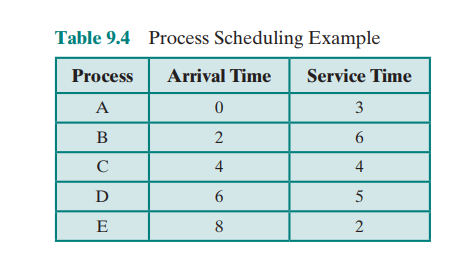 Table 9.4 Process Scheduling Example
Process Arrival Time Service Time
A 0 3
B 2 6
C 4 4
D 6 5
E 8 2